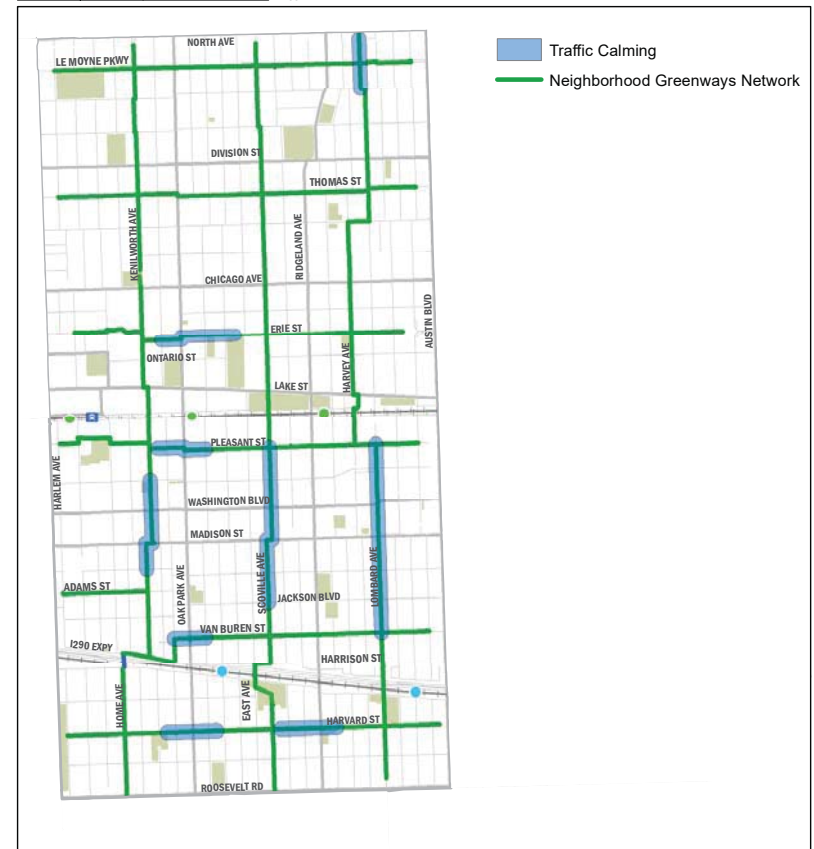 NORTH AVE
LE MOYNE PKWY
Traffic Calming
Neighborhood Greenways Network
DIVISION ST
THOMAS ST
KENILWORTH AVE
RIDGELAND AVE
CHICAGO AVE
AUSTIN BLVD
ERIE ST
ONTARIO ST
HARVEY AVE
LAKE ST
PLEASANT ST
HARLEM AVE
WASHINGTON BLVD
MADISON ST
OAK PARK AVE
SCOVILLE AVE
LOMBARD AVE
ADAMS ST
JACKSON BLVD
VAN BUREN ST
I290 EXPY
HARRISON ST
HOME AVE
EAST AVE
HARVARD ST
ROOSEVELT RD